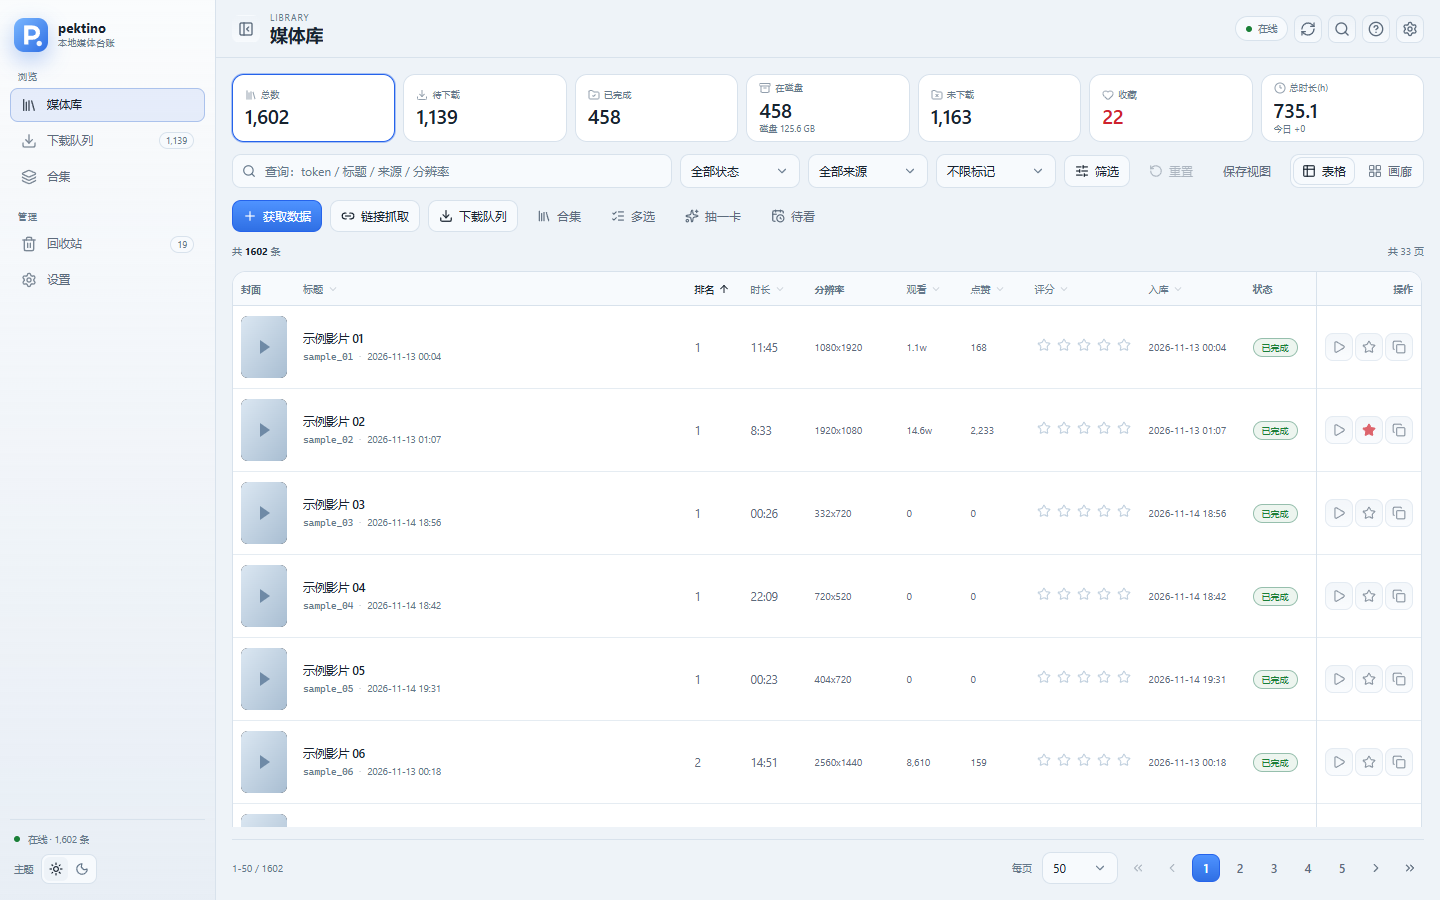 pektino
本地媒体台账
浏览
媒体库
下载队列 1,139
合集
管理
回收站 19
设置
在线 · 1,602 条
主题
LIBRARY
媒体库
在线
总数
1,602
待下载
1,139
已完成
458
在磁盘
458
磁盘 125.6 GB
未下载
1,163
收藏
22
总时长(h)
735.1
今日 +0
查询: token / 标题 / 来源 / 分辨率
全部状态
全部来源
不限标记
筛选
重置
保存视图
表格
画廊
获取数据
链接抓取
下载队列
合集
多选
抽一卡
待看
共 1602 条
共 33 页
封面 标题 排名 时长 分辨率 观看 点赞 评分 入库 状态 操作
示例影片 01
sample_01 · 2026-11-13 00:04
1 11:45 1080x1920 1.1w 168 2026-11-13 00:04 已完成
示例影片 02
sample_02 · 2026-11-13 01:07
1 8:33 1920x1080 14.6w 2,233 2026-11-13 01:07 已完成
示例影片 03
sample_03 · 2026-11-14 18:56
1 00:26 332x720 0 0 2026-11-14 18:56 已完成
示例影片 04
sample_04 · 2026-11-14 18:42
1 22:09 720x520 0 0 2026-11-14 18:42 已完成
示例影片 05
sample_05 · 2026-11-14 19:31
1 00:23 404x720 0 0 2026-11-14 19:31 已完成
示例影片 06
sample_06 · 2026-11-13 00:18
2 14:51 2560x1440 8,610 159 2026-11-13 00:18 已完成
1-50 / 1602
每页 50 1 2 3 4 5